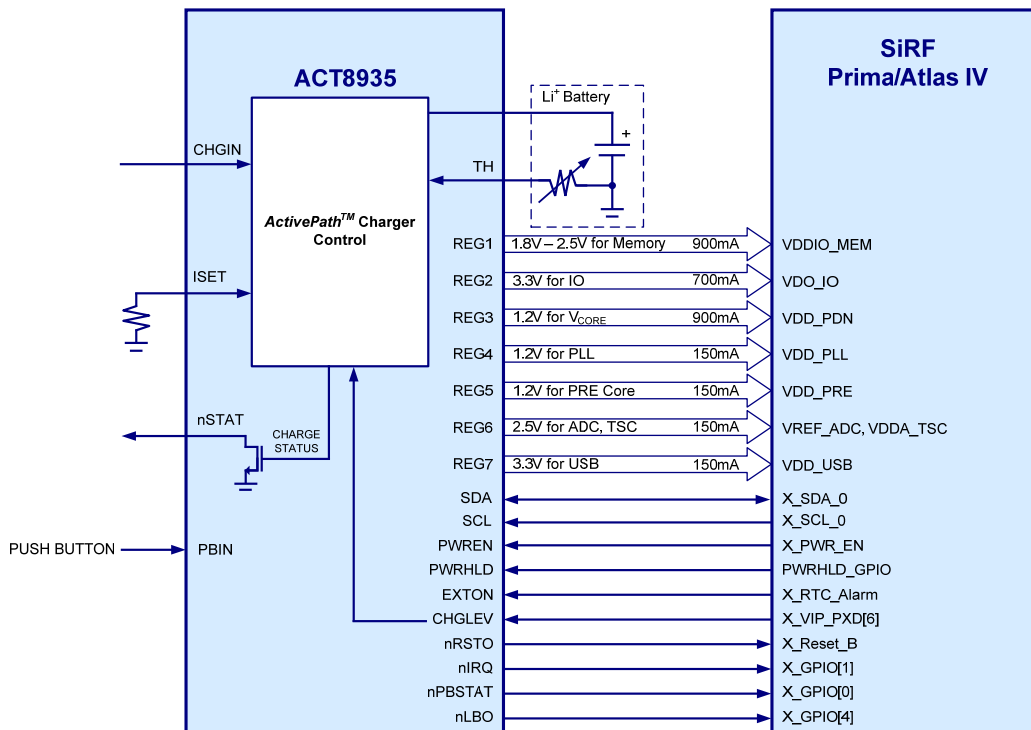 ACT8935
SiRF
Prima/Atlas IV
Li+ Battery
+
CHGIN
TH
ActivePath™ Charger
Control
ISET
REG1 1.8V – 2.5V for Memory 900mA VDDIO_MEM
REG2 3.3V for IO 700mA VDO_IO
REG3 1.2V for VCORE 900mA VDD_PDN
REG4 1.2V for PLL 150mA VDD_PLL
REG5 1.2V for PRE Core 150mA VDD_PRE
nSTAT
CHARGE
STATUS
REG6 2.5V for ADC, TSC 150mA VREF_ADC, VDDA_TSC
REG7 3.3V for USB 150mA VDD_USB
SDA X_SDA_0
SCL X_SCL_0
PUSH BUTTON PBIN
PWREN X_PWR_EN
PWRHLD PWRHLD_GPIO
EXTON X_RTC_Alarm
CHGLEV X_VIP_PXD[6]
nRSTO X_Reset_B
nIRQ X_GPIO[1]
nPBSTAT X_GPIO[0]
nLBO X_GPIO[4]